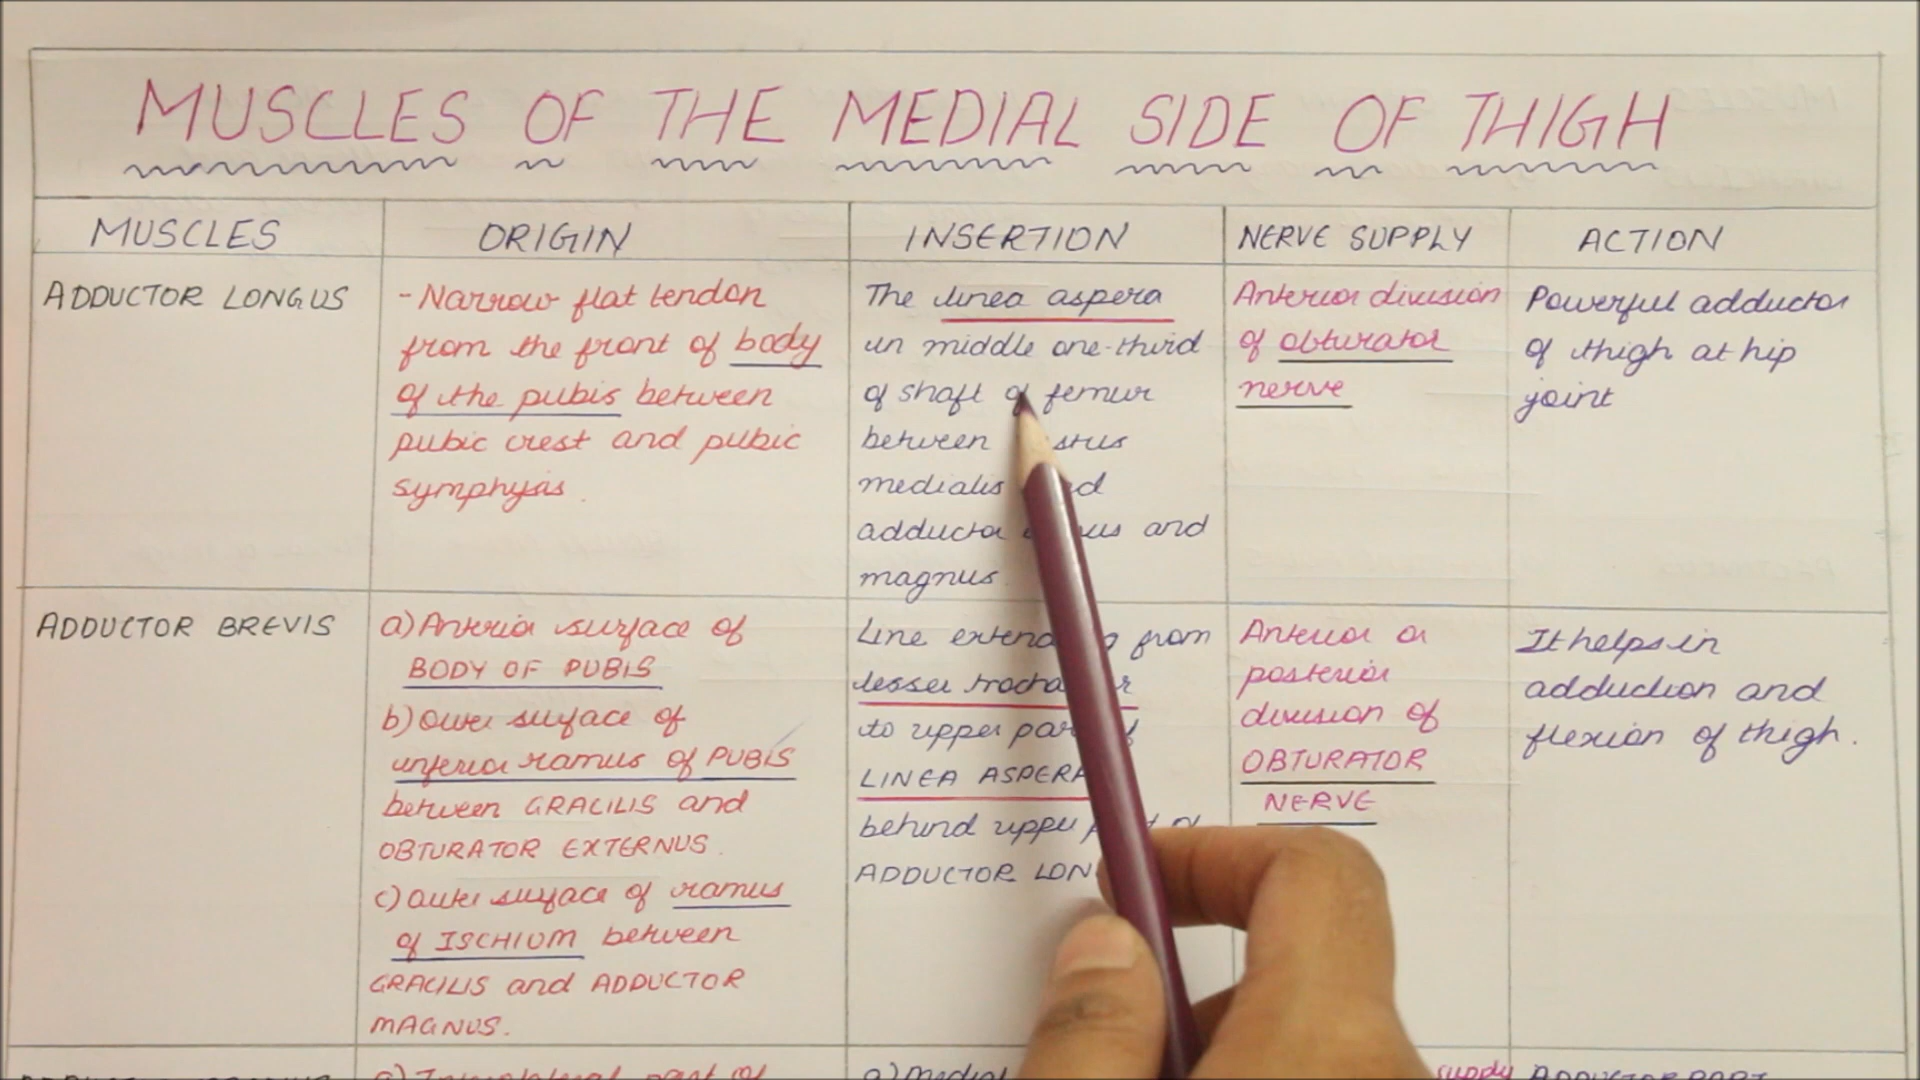 MUSCLES OF THE MEDIAL SIDE OF THIGH
MUSCLES
ORIGIN
INSERTION
NERVE SUPPLY
ACTION
ADDUCTOR LONGUS
- Narrow flat tendon
from the front of body
of the pubis between
pubic crest and pubic
symphysis.
The linea aspera
in middle one-third
of shaft of femur
between
medialis
adductor and
magnus.
Anterior division
of obturator
nerve
Powerful adductor
of thigh at hip
joint
ADDUCTOR BREVIS
a) Anterior surface of
BODY OF PUBIS
b) Outer surface of
inferior ramus of PUBIS
between GRACILIS and
OBTURATOR EXTERNUS.
c) outer surface of ramus
of ISCHIUM between
GRACILIS and ADDUCTOR
MAGNUS.
Line from
lesser
to upper
LINEA ASPERA
behind upper
ADDUCTOR
Anterior or
posterior
division of
OBTURATOR
NERVE
It helps in
adduction and
flexion of thigh.
a) part of
a) Medial
supply